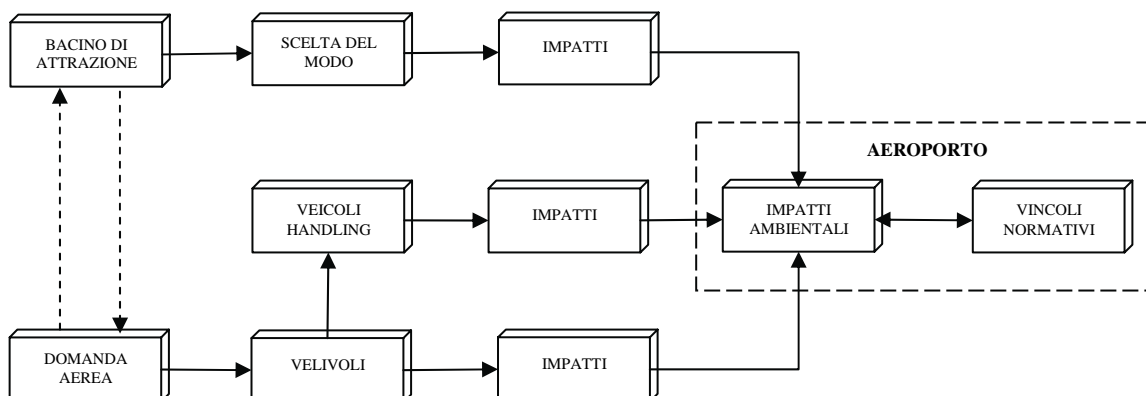 BACINO DI
ATTRAZIONE
SCELTA DEL
MODO
IMPATTI
AEROPORTO
VEICOLI
HANDLING
IMPATTI
IMPATTI
AMBIENTALI
VINCOLI
NORMATIVI
DOMANDA
AEREA
VELIVOLI
IMPATTI